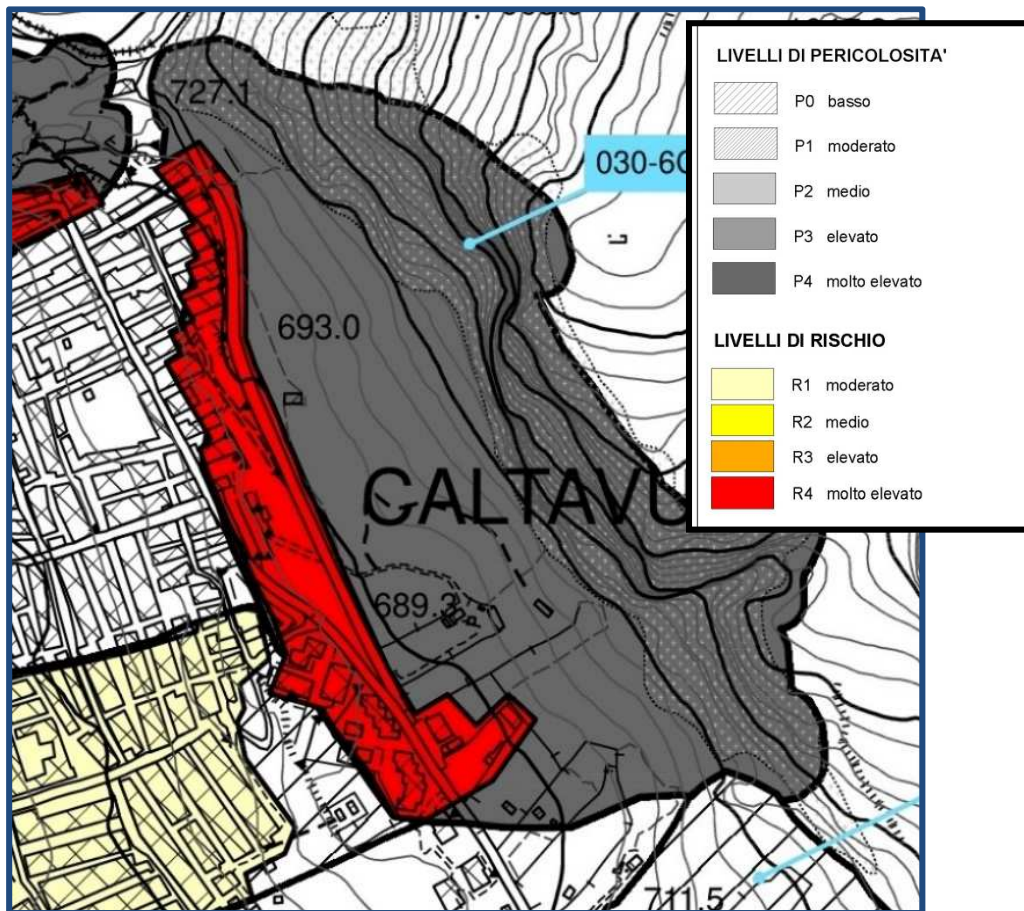 727.1
030-6
693.0
CALTAVU
689.3
711.5
LIVELLI DI PERICOLOSITA'
P0 basso
P1 moderato
P2 medio
P3 elevato
P4 molto elevato
LIVELLI DI RISCHIO
R1 moderato
R2 medio
R3 elevato
R4 molto elevato